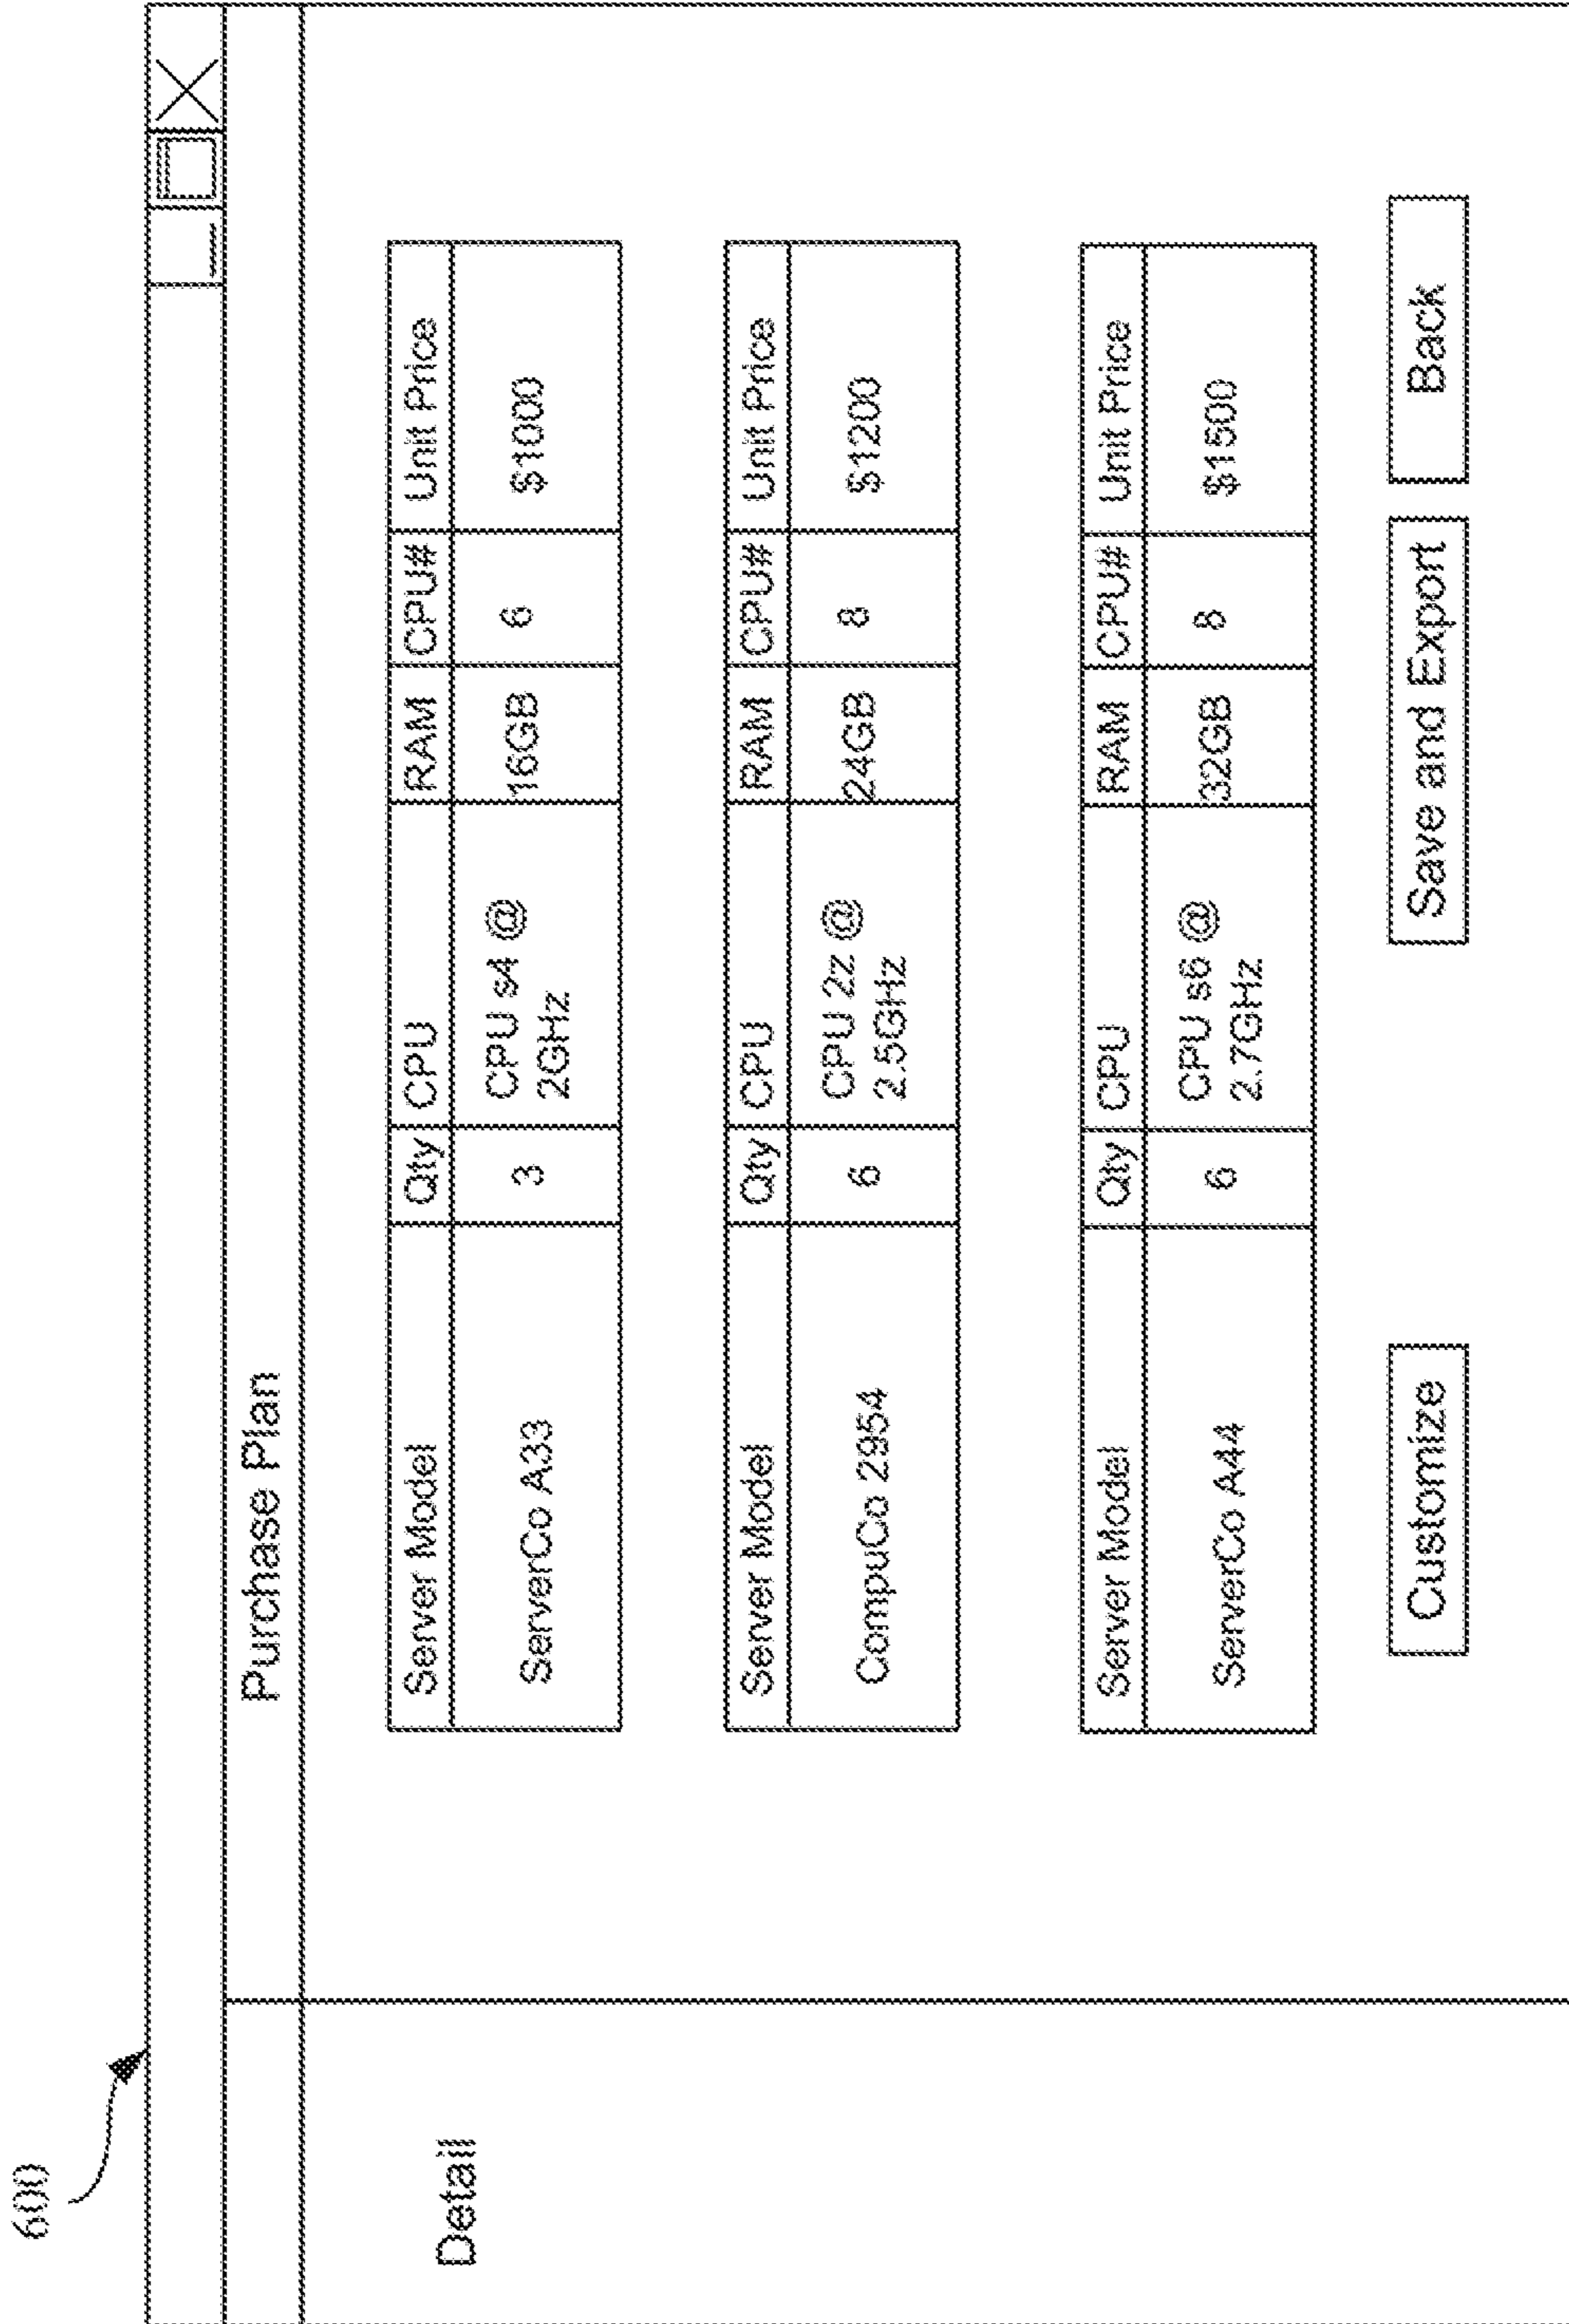 600
Purchase Plan
Detail
Server Model Qty CPU RAM CPU# Unit Price
ServerCo A33 3 CPU s4 @ 16GB 6 $1000
2GHz
Server Model Qty CPU RAM CPU# Unit Price
CompuCo 2954 6 CPU 2z @ 24GB 8 $1200
2.5GHz
Server Model Qty CPU RAM CPU# Unit Price
ServerCo A44 6 CPU s6 @ 32GB 8 $1500
2.7GHz
Customize Save and Export Back